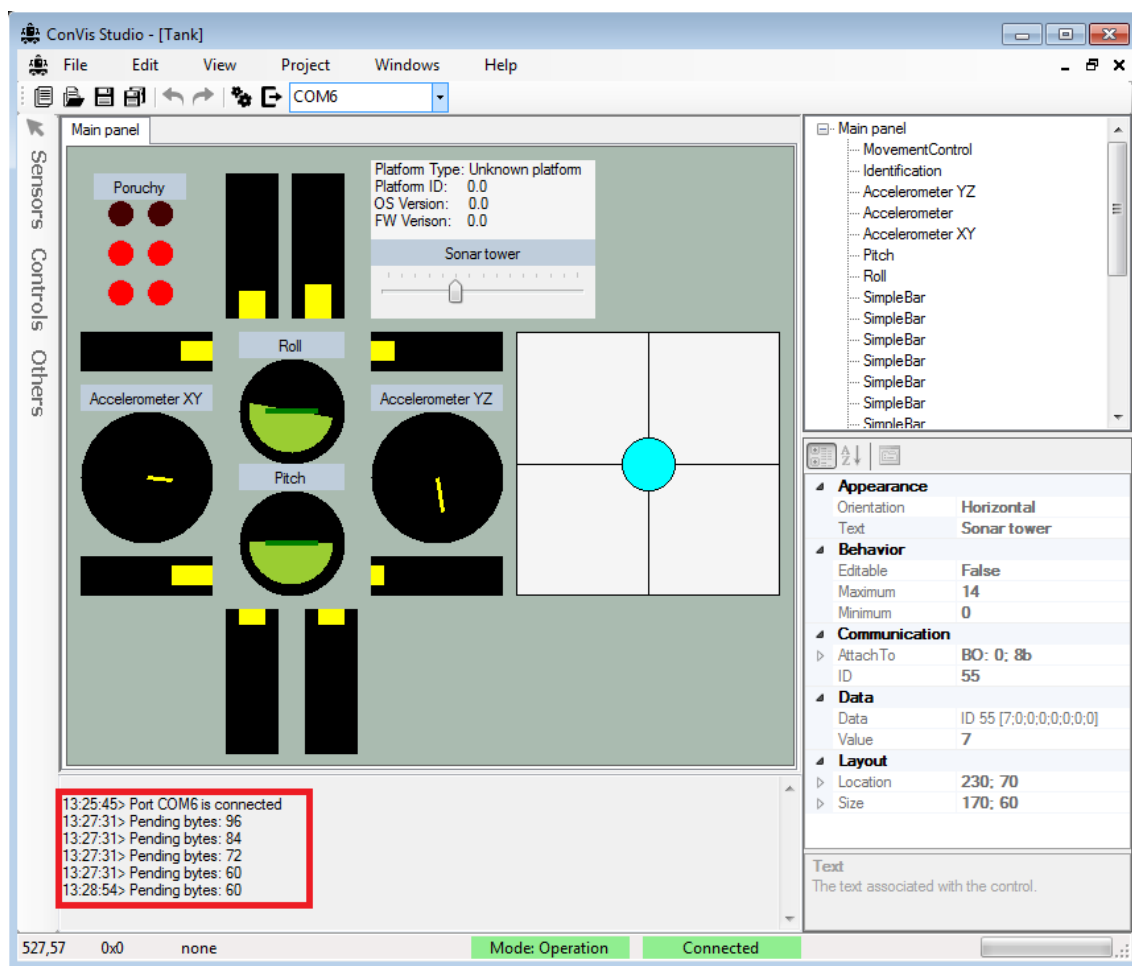 ConVis Studio - [Tank]
File Edit View Project Windows Help
COM6
Sensors
Controls
Others
Main panel
Poruchy
Platform Type: Unknown platform
Platform ID: 0.0
OS Version: 0.0
FW Verison: 0.0
Sonar tower
Roll
Accelerometer XY
Accelerometer YZ
Pitch
Main panel
MovementControl
Identification
Accelerometer YZ
Accelerometer
Accelerometer XY
Pitch
Roll
SimpleBar
SimpleBar
SimpleBar
SimpleBar
SimpleBar
SimpleBar
SimpleBar
Appearance
Orientation Horizontal
Text Sonar tower
Behavior
Editable False
Maximum 14
Minimum 0
Communication
AttachTo BO: 0; 8b
ID 55
Data
Data ID 55 [7;0;0;0;0;0;0;0]
Value 7
Layout
Location 230; 70
Size 170; 60
Text
The text associated with the control.
13:25:45> Port COM6 is connected
13:27:31> Pending bytes: 96
13:27:31> Pending bytes: 84
13:27:31> Pending bytes: 72
13:27:31> Pending bytes: 60
13:28:54> Pending bytes: 60
527,57 0x0 none Mode: Operation Connected